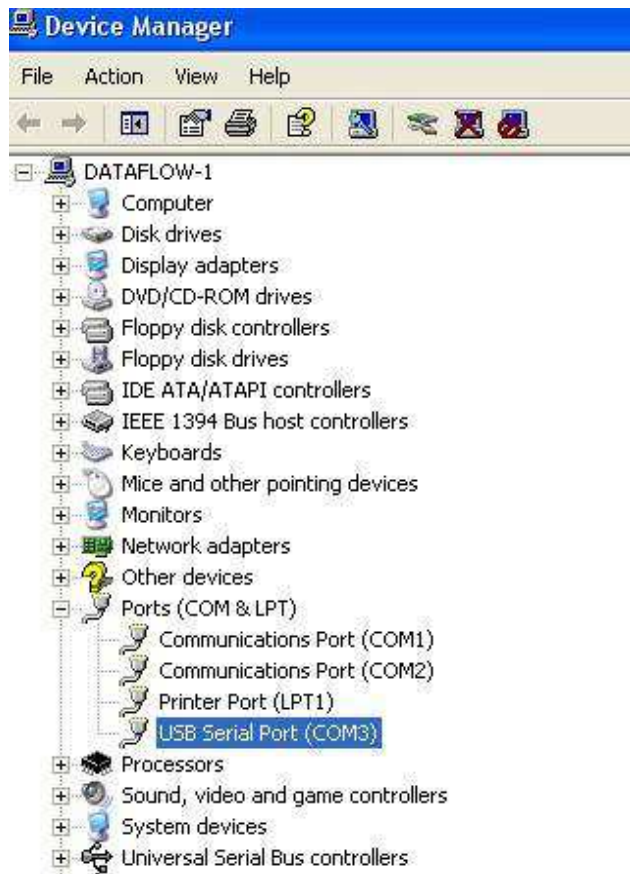 Device Manager
File Action View Help
DATAFLOW-1
Computer
Disk drives
Display adapters
DVD/CD-ROM drives
Floppy disk controllers
Floppy disk drives
IDE ATA/ATAPI controllers
IEEE 1394 Bus host controllers
Keyboards
Mice and other pointing devices
Monitors
Network adapters
Other devices
Ports (COM & LPT)
Communications Port (COM1)
Communications Port (COM2)
Printer Port (LPT1)
USB Serial Port (COM3)
Processors
Sound, video and game controllers
System devices
Universal Serial Bus controllers